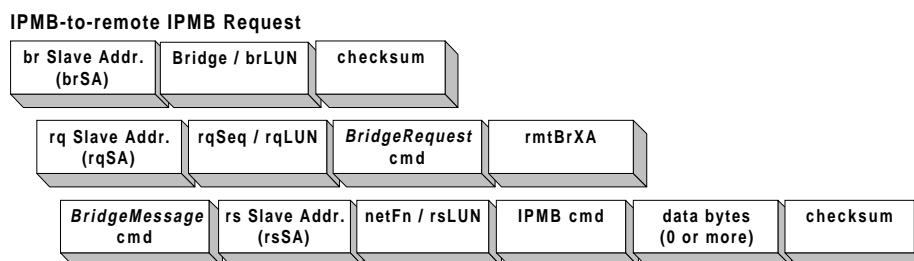 IPMB-to-remote IPMB Request
br Slave Addr. (brSA)
Bridge / brLUN
checksum
rq Slave Addr. (rqSA)
rqSeq / rqLUN
BridgeRequest cmd
rmtBrXA
BridgeMessage cmd
rs Slave Addr. (rsSA)
netFn / rsLUN
IPMB cmd
data bytes (0 or more)
checksum